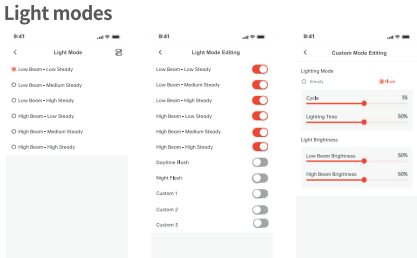 Light modes
9:41
Light Mode
Low Beam • Low Steady
Low Beam • Medium Steady
Low Beam • High Steady
High Beam • Low Steady
High Beam • Medium Steady
High Beam • High Steady
9:41
Light Mode Editing
Low Beam • Low Steady
Low Beam • Medium Steady
Low Beam • High Steady
High Beam • Low Steady
High Beam • Medium Steady
High Beam • High Steady
Daytime Flash
Night Flash
Custom 1
Custom 2
Custom 3
9:41
Custom Mode Editing
Lighting Mode
Steady Flash
Cycle 3S
Lighting Time 50%
Light Brightness
Low Beam Brightness 50%
High Beam Brightness 50%